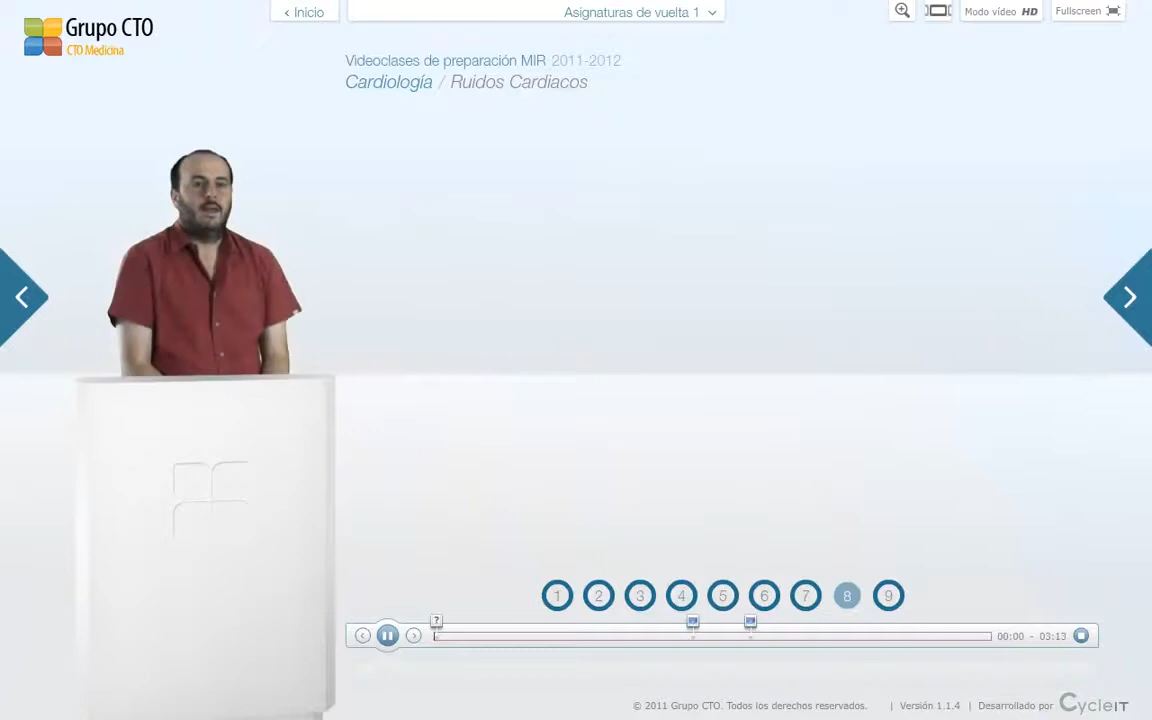 Grupo CTO
CTO Medicina
‹ Inicio
Asignaturas de vuelta 1
Modo vídeo HD
Fullscreen
Videoclases de preparación MIR 2011-2012
Cardiología / Ruidos Cardiacos
1 2 3 4 5 6 7 8 9
?
00:00 - 03:13
© 2011 Grupo CTO. Todos los derechos reservados. | Versión 1.1.4 | Desarrollado por CycleIT